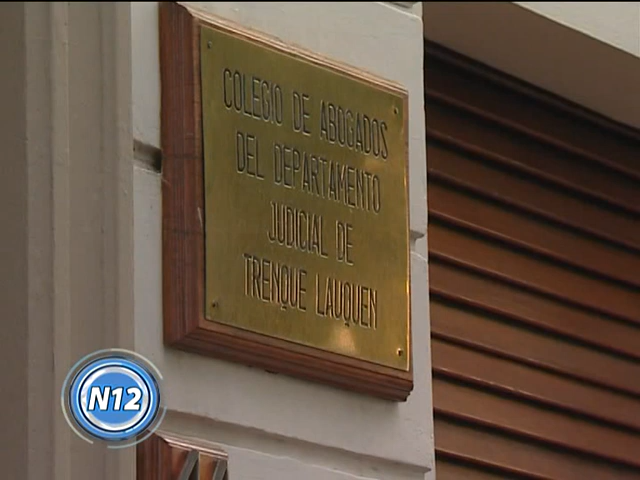 COLEGIO DE ABOGADOS
DEL DEPARTAMENTO
JUDICIAL DE
TRENQUE LAUQUEN
N12